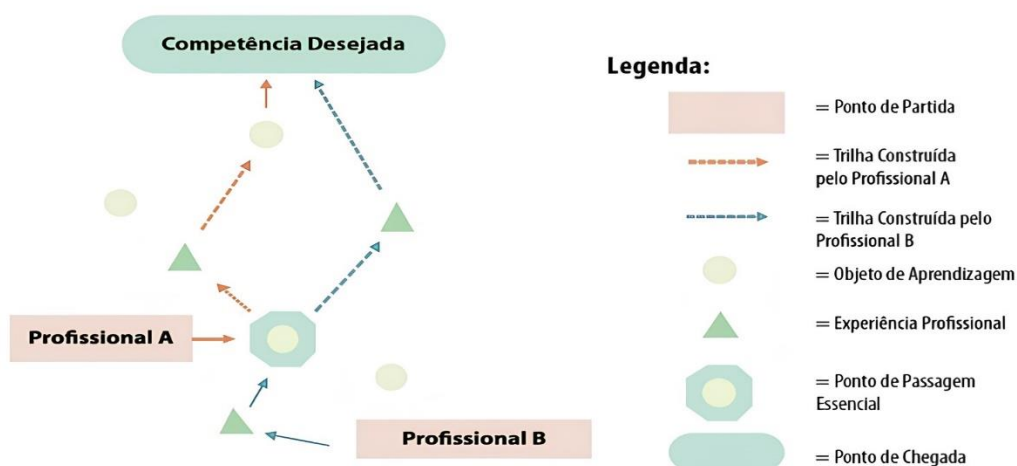 Competência Desejada
Profissional A
Profissional B
Legenda:
= Ponto de Partida
= Trilha Construída
pelo Profissional A
= Trilha Construída pelo
Profissional B
= Objeto de Aprendizagem
= Experiência Profissional
= Ponto de Passagem
Essencial
= Ponto de Chegada